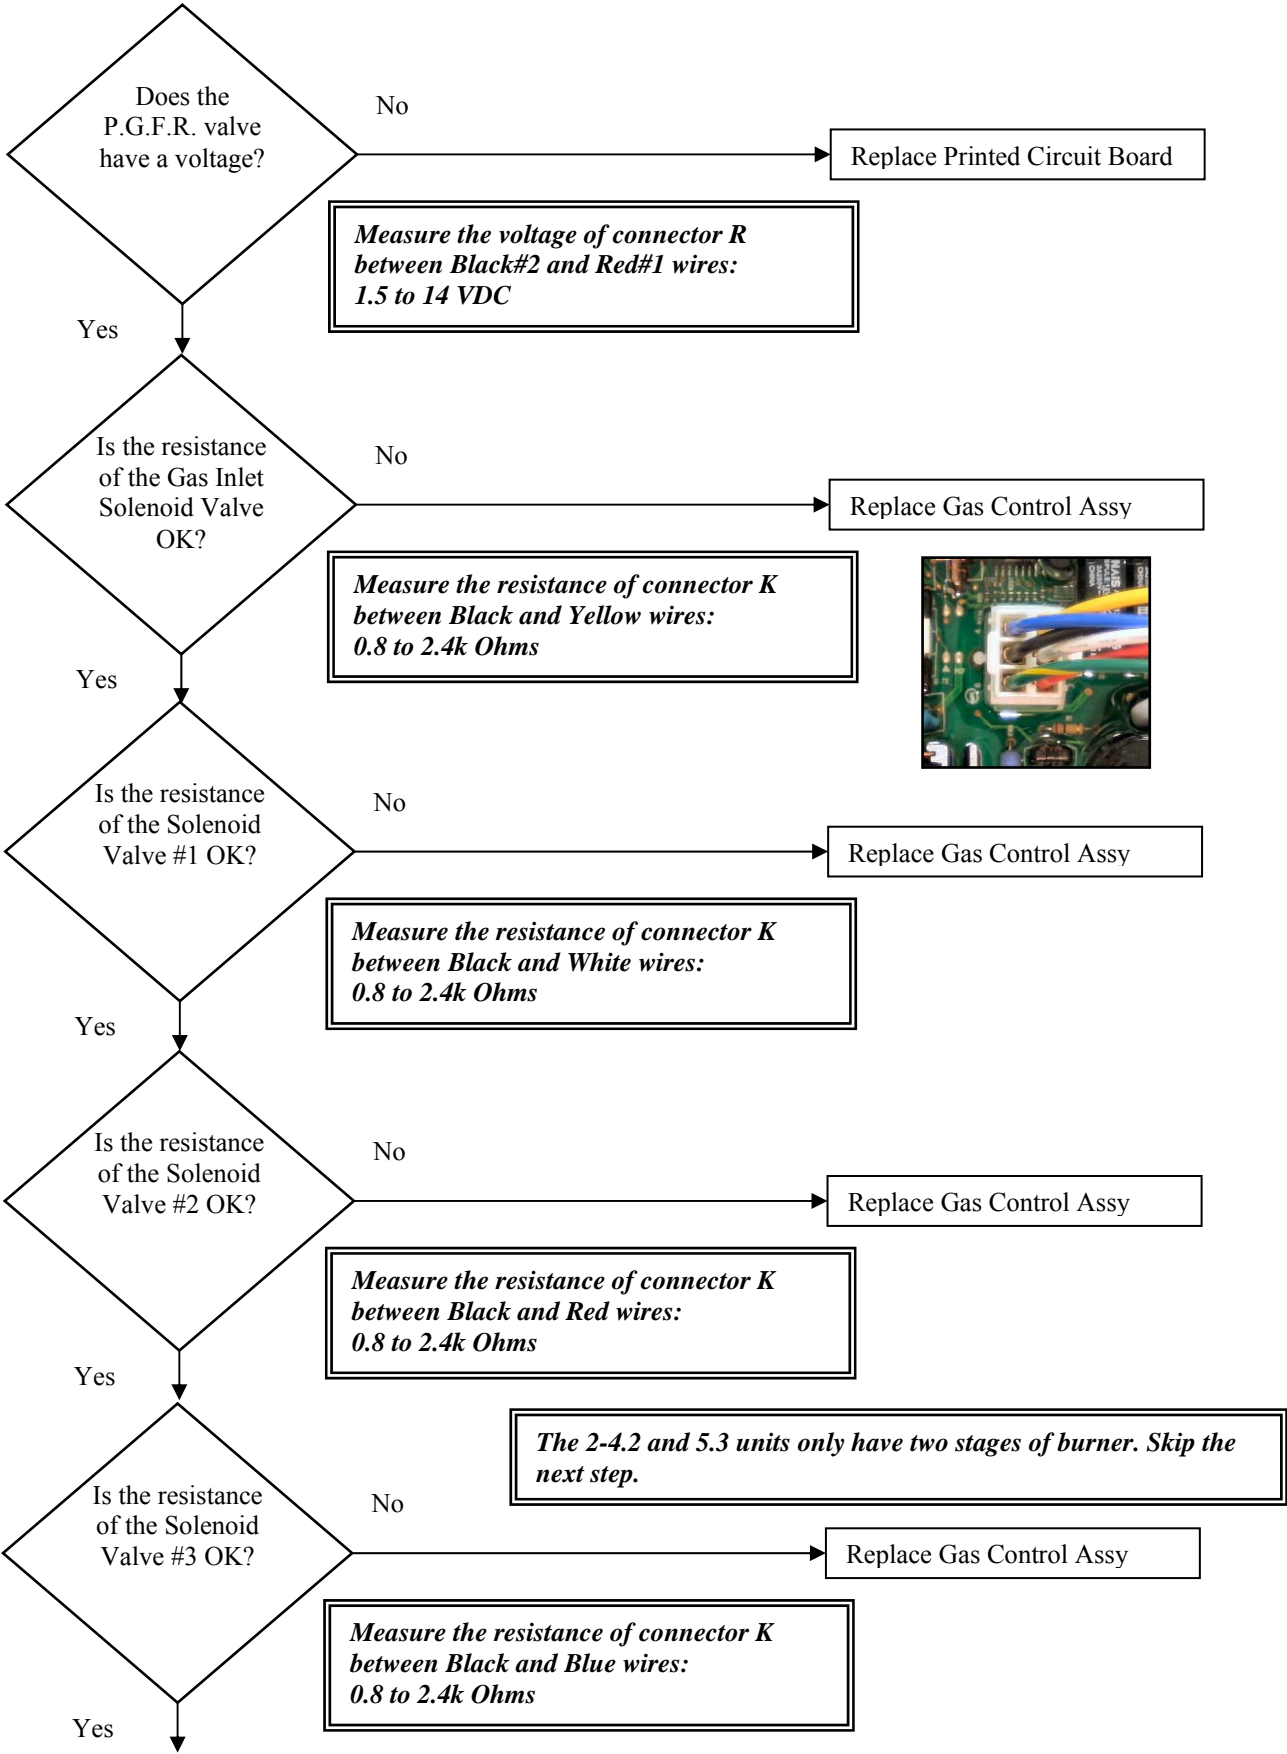 Does the
P.G.F.R. valve
have a voltage?
No
Replace Printed Circuit Board
Measure the voltage of connector R
between Black#2 and Red#1 wires:
1.5 to 14 VDC
Yes
Is the resistance
of the Gas Inlet
Solenoid Valve
OK?
No
Replace Gas Control Assy
Measure the resistance of connector K
between Black and Yellow wires:
0.8 to 2.4k Ohms
NAIS
Yes
Is the resistance
of the Solenoid
Valve #1 OK?
No
Replace Gas Control Assy
Measure the resistance of connector K
between Black and White wires:
0.8 to 2.4k Ohms
Yes
Is the resistance
of the Solenoid
Valve #2 OK?
No
Replace Gas Control Assy
Measure the resistance of connector K
between Black and Red wires:
0.8 to 2.4k Ohms
Yes
The 2-4.2 and 5.3 units only have two stages of burner. Skip the
next step.
Is the resistance
of the Solenoid
Valve #3 OK?
No
Replace Gas Control Assy
Measure the resistance of connector K
between Black and Blue wires:
0.8 to 2.4k Ohms
Yes